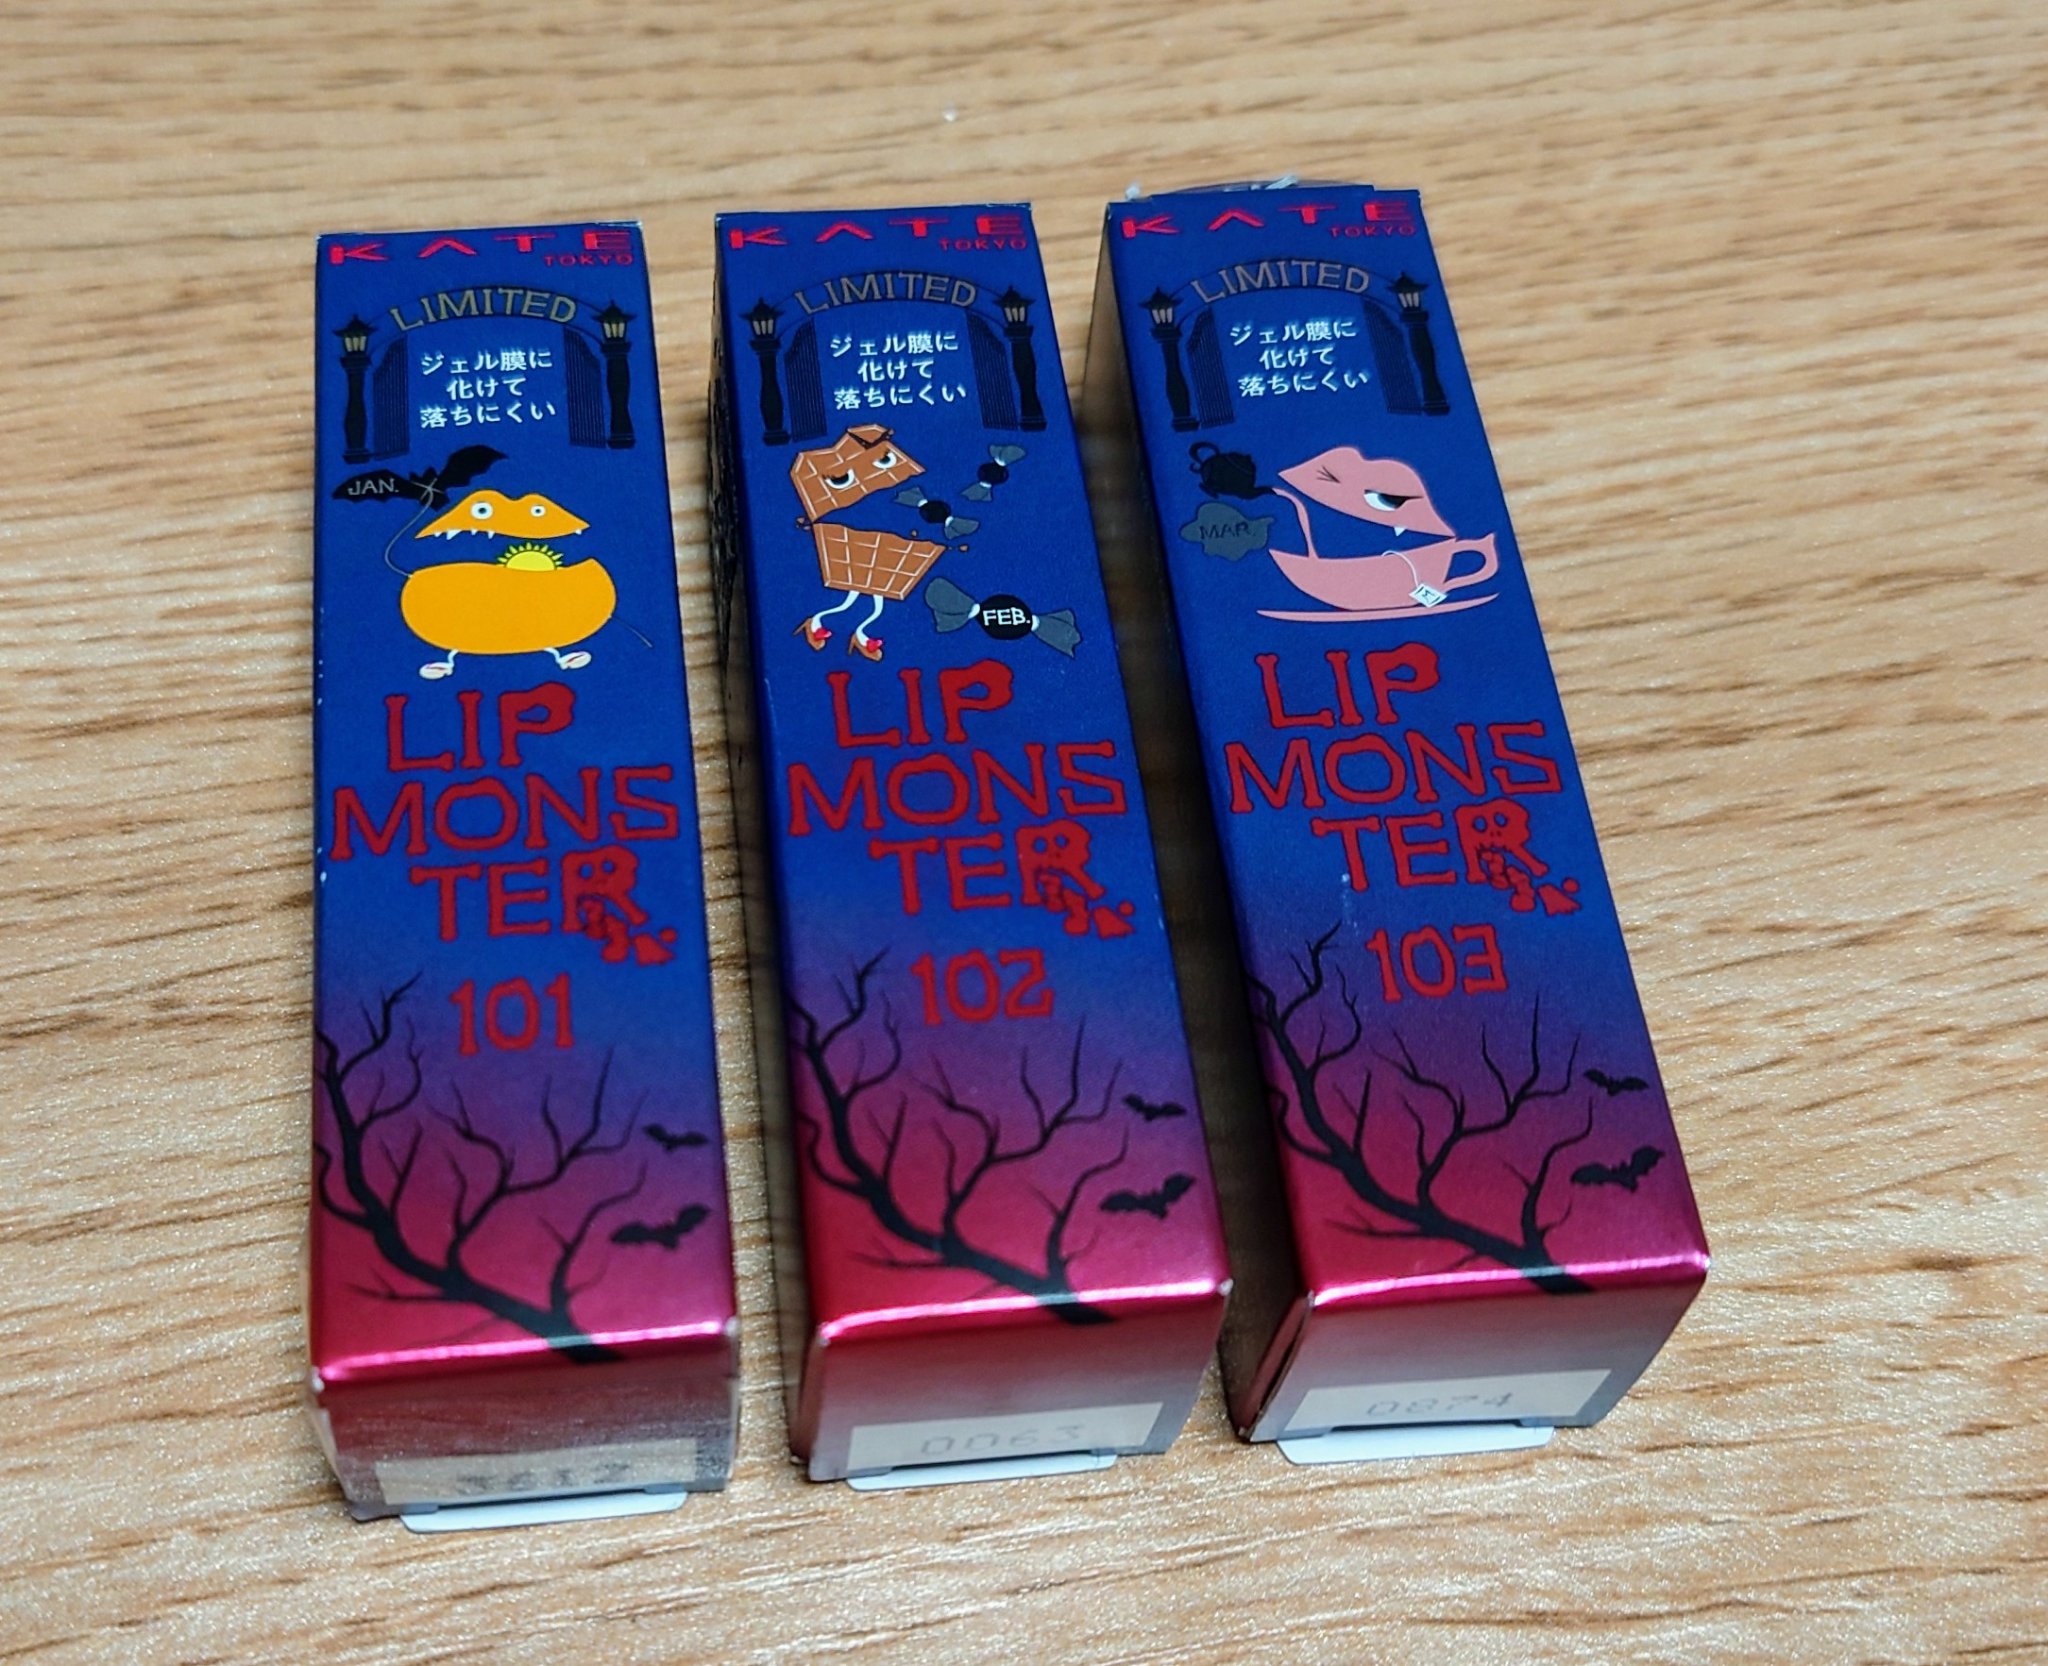 KATE
TOKYO
LIMITED
ジェル膜に
化けて
落ちにくい
JAN.
LIP
MONS
TER
101
KATE
TOKYO
LIMITED
ジェル膜に
化けて
落ちにくい
FEB.
LIP
MONS
TER
102
0063
KATE
TOKYO
LIMITED
ジェル膜に
化けて
落ちにくい
MAR.
LIP
MONS
TER
103
0874